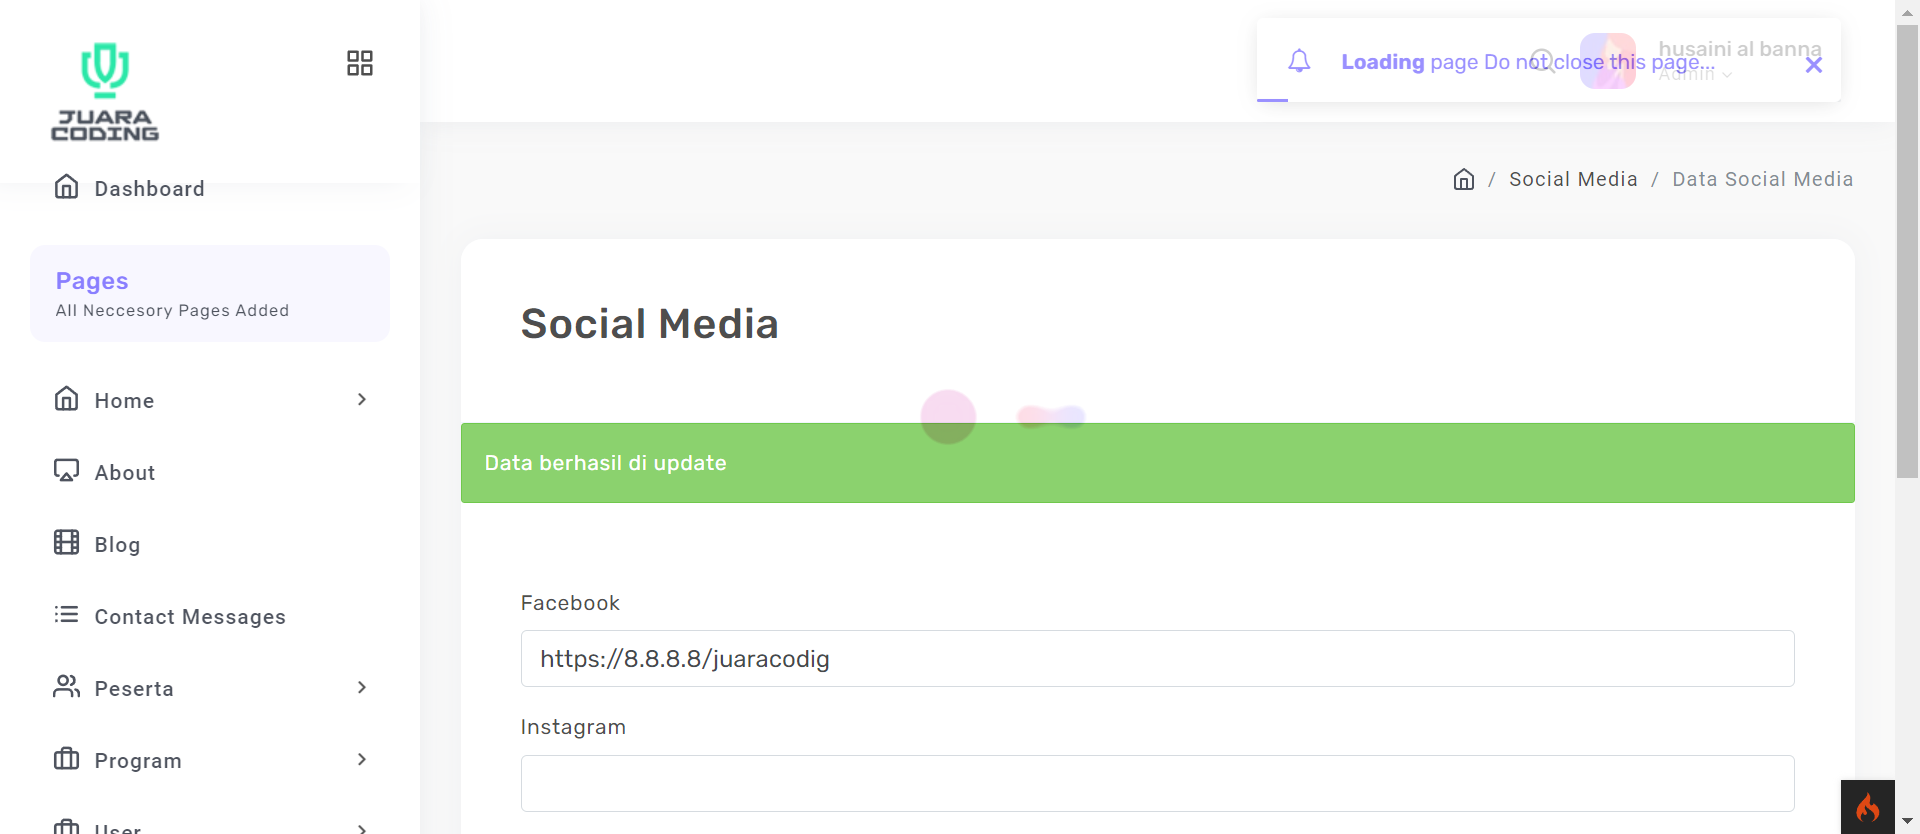 JUARA
CODING
Dashboard
Pages
All Neccesory Pages Added
Home
About
Blog
Contact Messages
Peserta
Program
User
Loading page Do not close this page...
husaini al banna
Admin
/ Social Media / Data Social Media
Social Media
Data berhasil di update
Facebook
https://8.8.8.8/juaracodig
Instagram